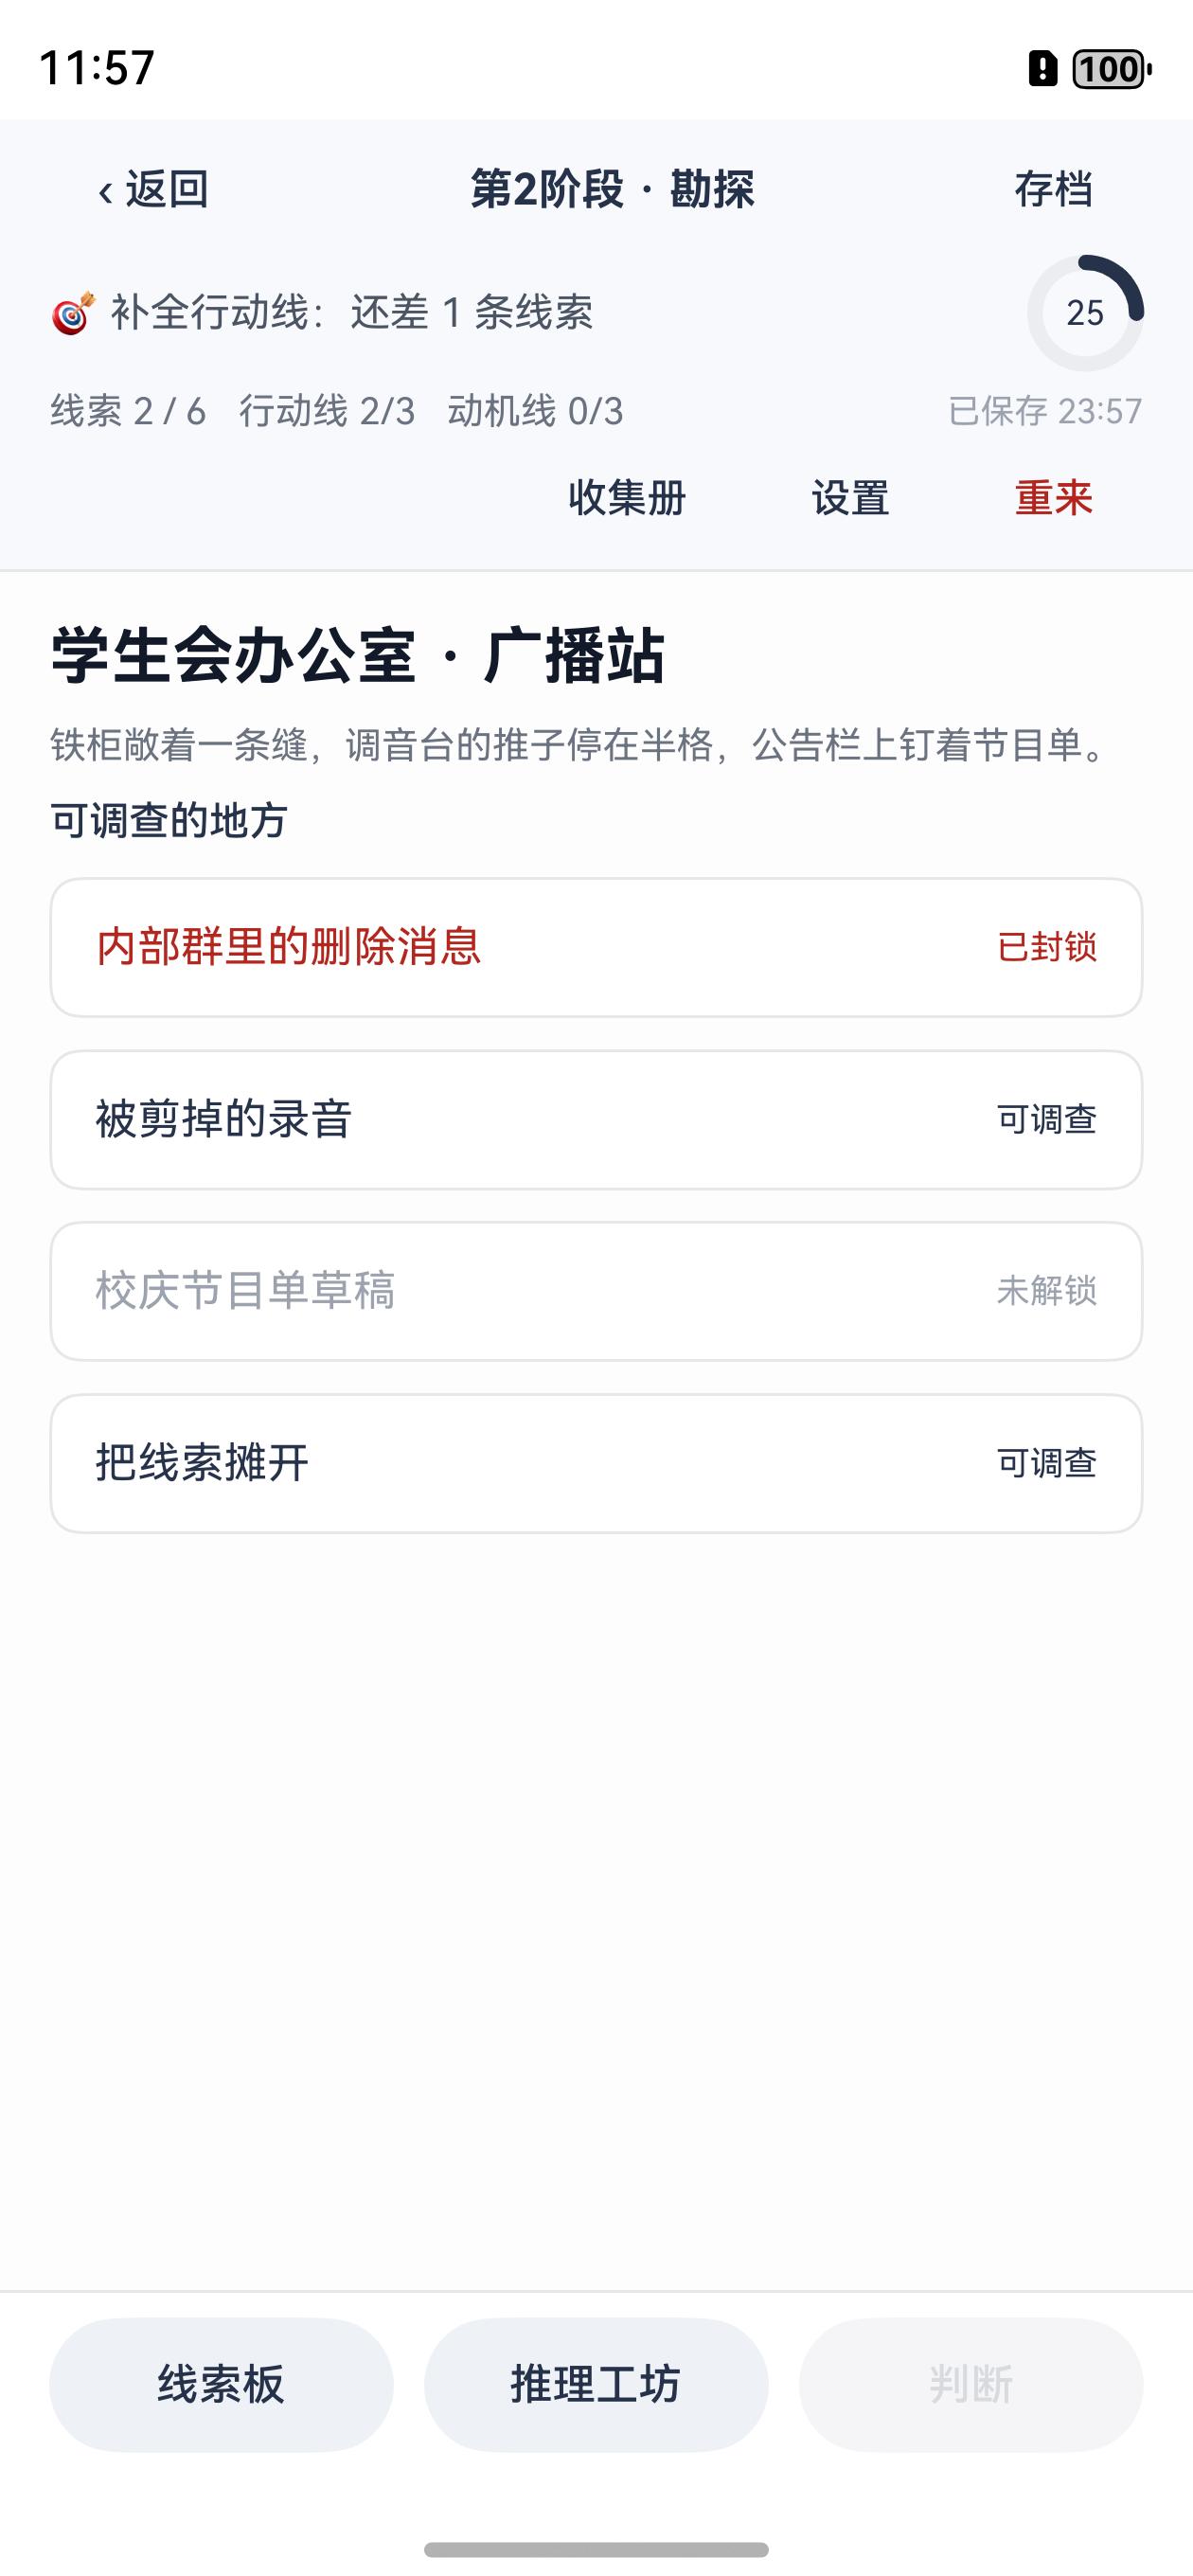 11:57
100
‹ 返回
第2阶段 · 勘探
存档
🎯 补全行动线：还差 1 条线索
25
线索 2 / 6 行动线 2/3 动机线 0/3
已保存 23:57
收集册
设置
重来
学生会办公室 · 广播站
铁柜敞着一条缝，调音台的推子停在半格，公告栏上钉着节目单。
可调查的地方
内部群里的删除消息
已封锁
被剪掉的录音
可调查
校庆节目单草稿
未解锁
把线索摊开
可调查
线索板
推理工坊
判断